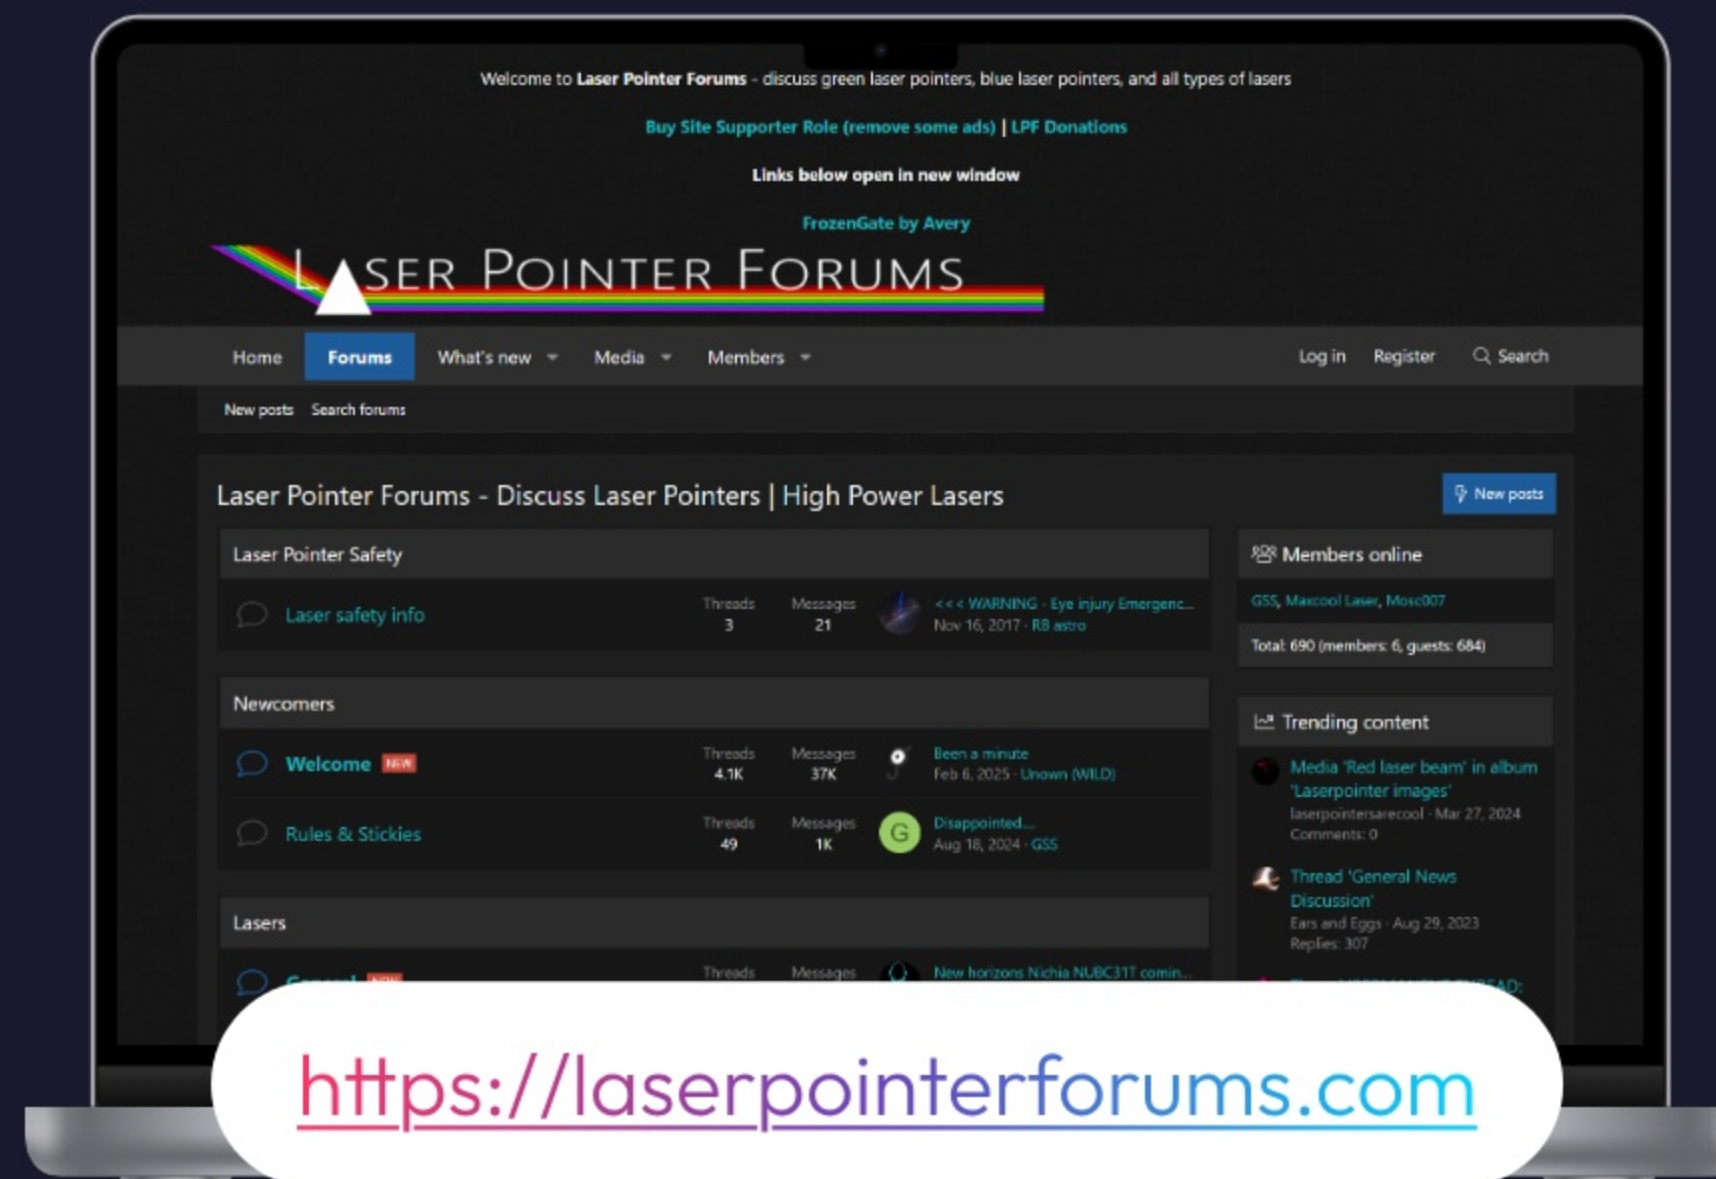 Welcome to Laser Pointer Forums - discuss green laser pointers, blue laser pointers, and all types of lasers
Buy Site Supporter Role (remove some ads) | LPF Donations
Links below open in new window
FrozenGate by Avery
LASER POINTER FORUMS
Home Forums What's new Media Members Log in Register Search
New posts Search forums
Laser Pointer Forums - Discuss Laser Pointers | High Power Lasers
New posts
Laser Pointer Safety
Laser safety info
Threads
3
Messages
21
<<< WARNING - Eye injury Emergenc...
Nov 16, 2017 · RB astro
Newcomers
Welcome NEW
Threads
4.1K
Messages
37K
Been a minute
Feb 6, 2025 · Unown (WILD)
Rules & Stickies
Threads
49
Messages
1K
G
Disappointed...
Aug 18, 2024 · GSS
Lasers
General NEW
Threads
Messages
New horizons Nichia NUBC31T comin...
Members online
GSS, Maxcool Laser, Mosc007
Total: 690 (members: 6, guests: 684)
Trending content
Media 'Red laser beam' in album
'Laserpointer images'
laserpointersarecool · Mar 27, 2024
Comments: 0
Thread 'General News
Discussion'
Ears and Eggs · Aug 29, 2023
Replies: 307
https://laserpointerforums.com